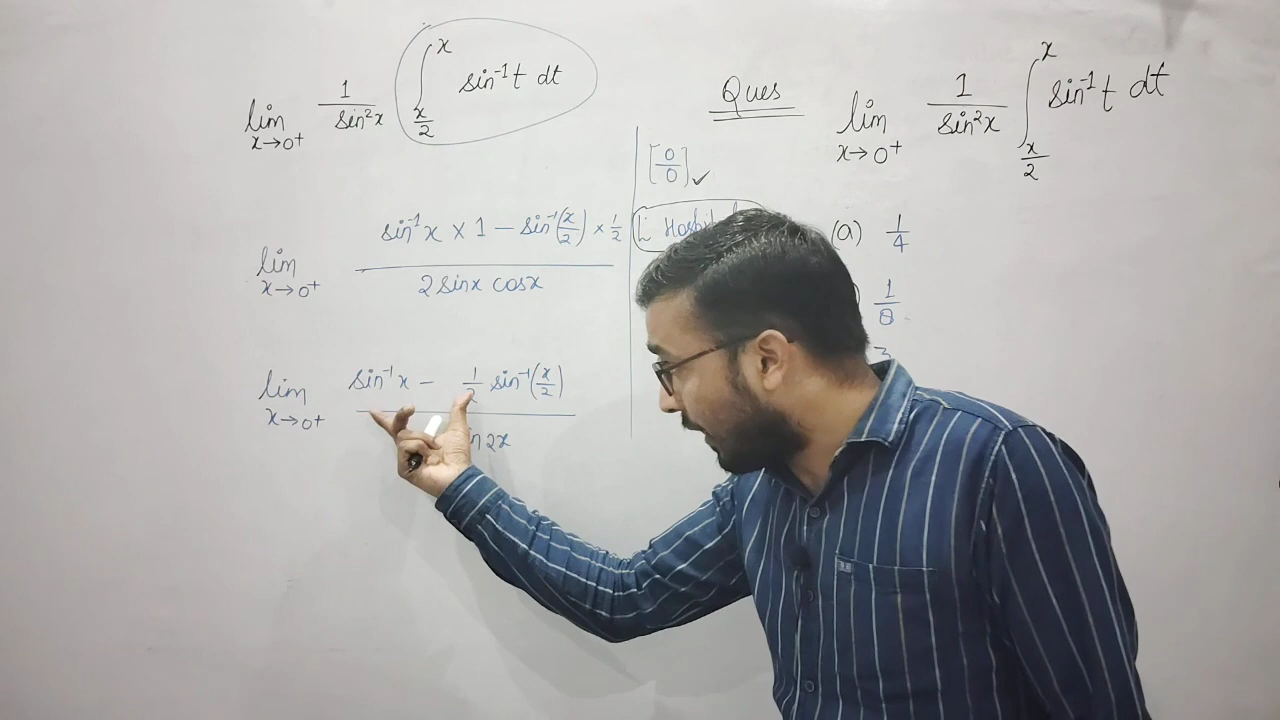 lim x→0⁺ 1/sin²x ∫_{x/2}^{x} sin⁻¹t dt
lim x→0⁺ (sin⁻¹x × 1 − sin⁻¹(x/2) × 1/2) / (2 sinx cosx)
lim x→0⁺ (sin⁻¹x − 1/2 sin⁻¹(x/2)) / 2x
[0/0] ✓
Ques lim x→0⁺ 1/sin²x ∫_{x/2}^{x} sin⁻¹t dt
(a) 1/4
1/8
3